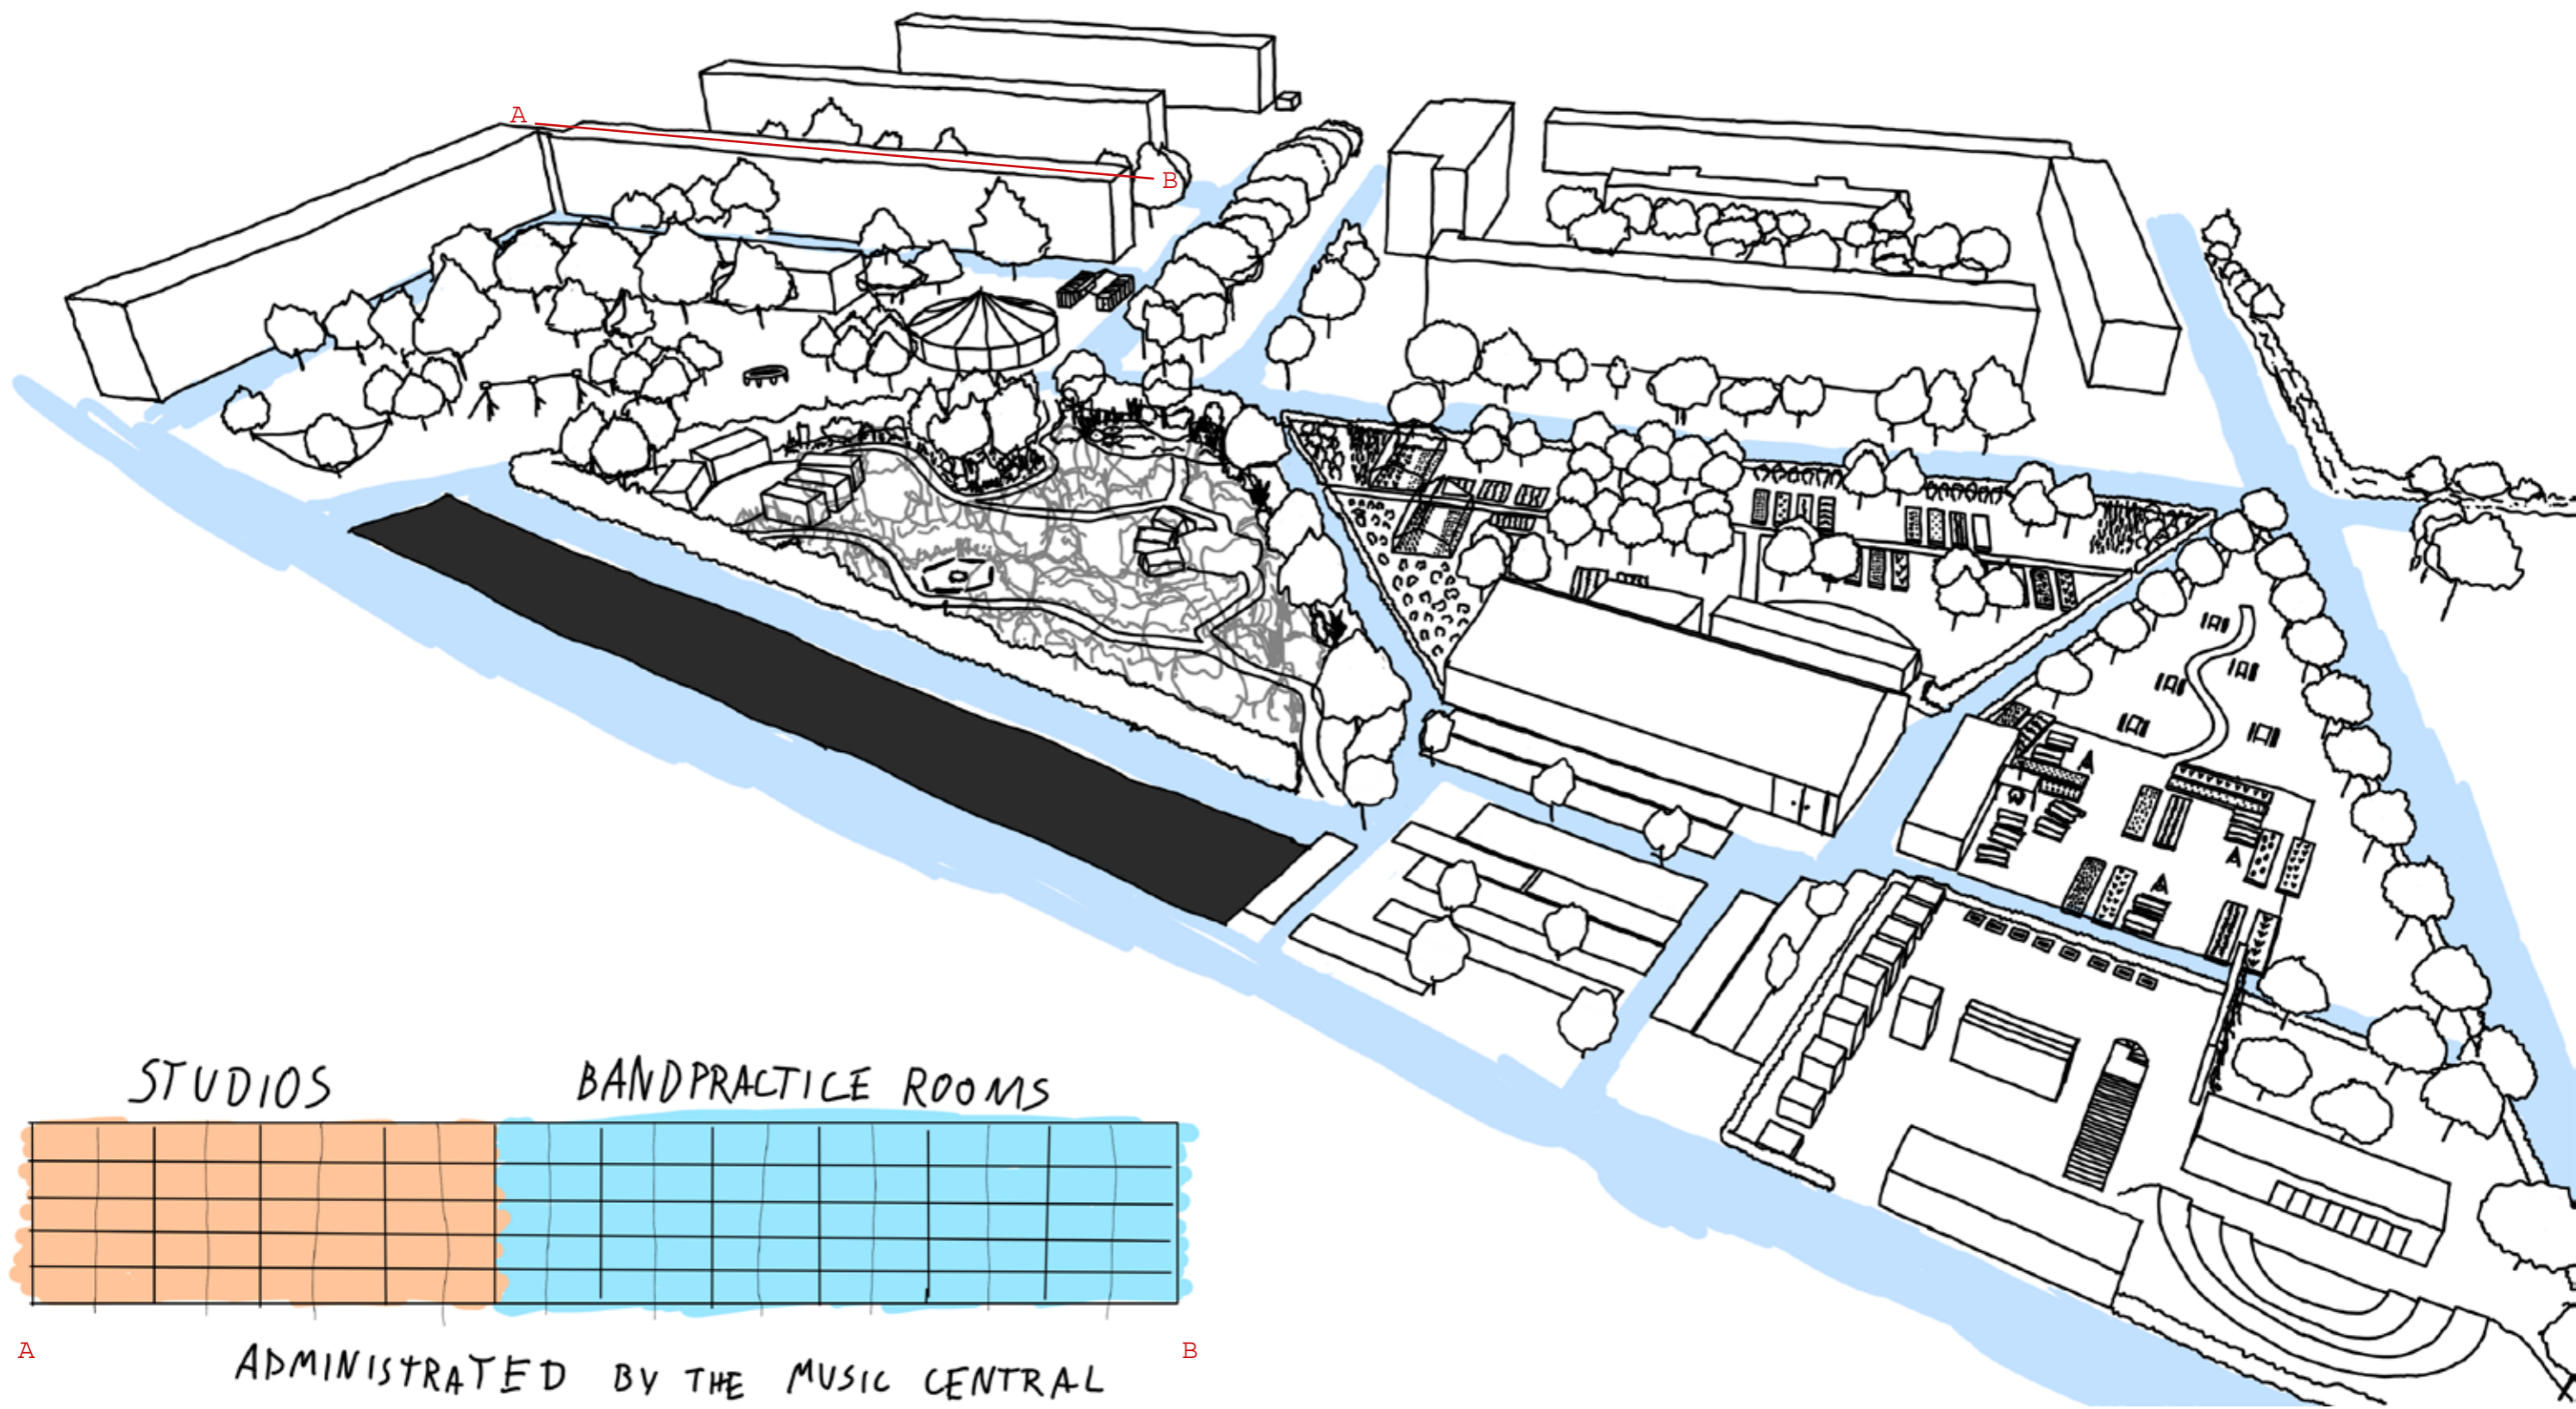 A
B
STUDIOS
BANDPRACTICE ROOMS
A
B
ADMINISTRATED BY THE MUSIC CENTRAL